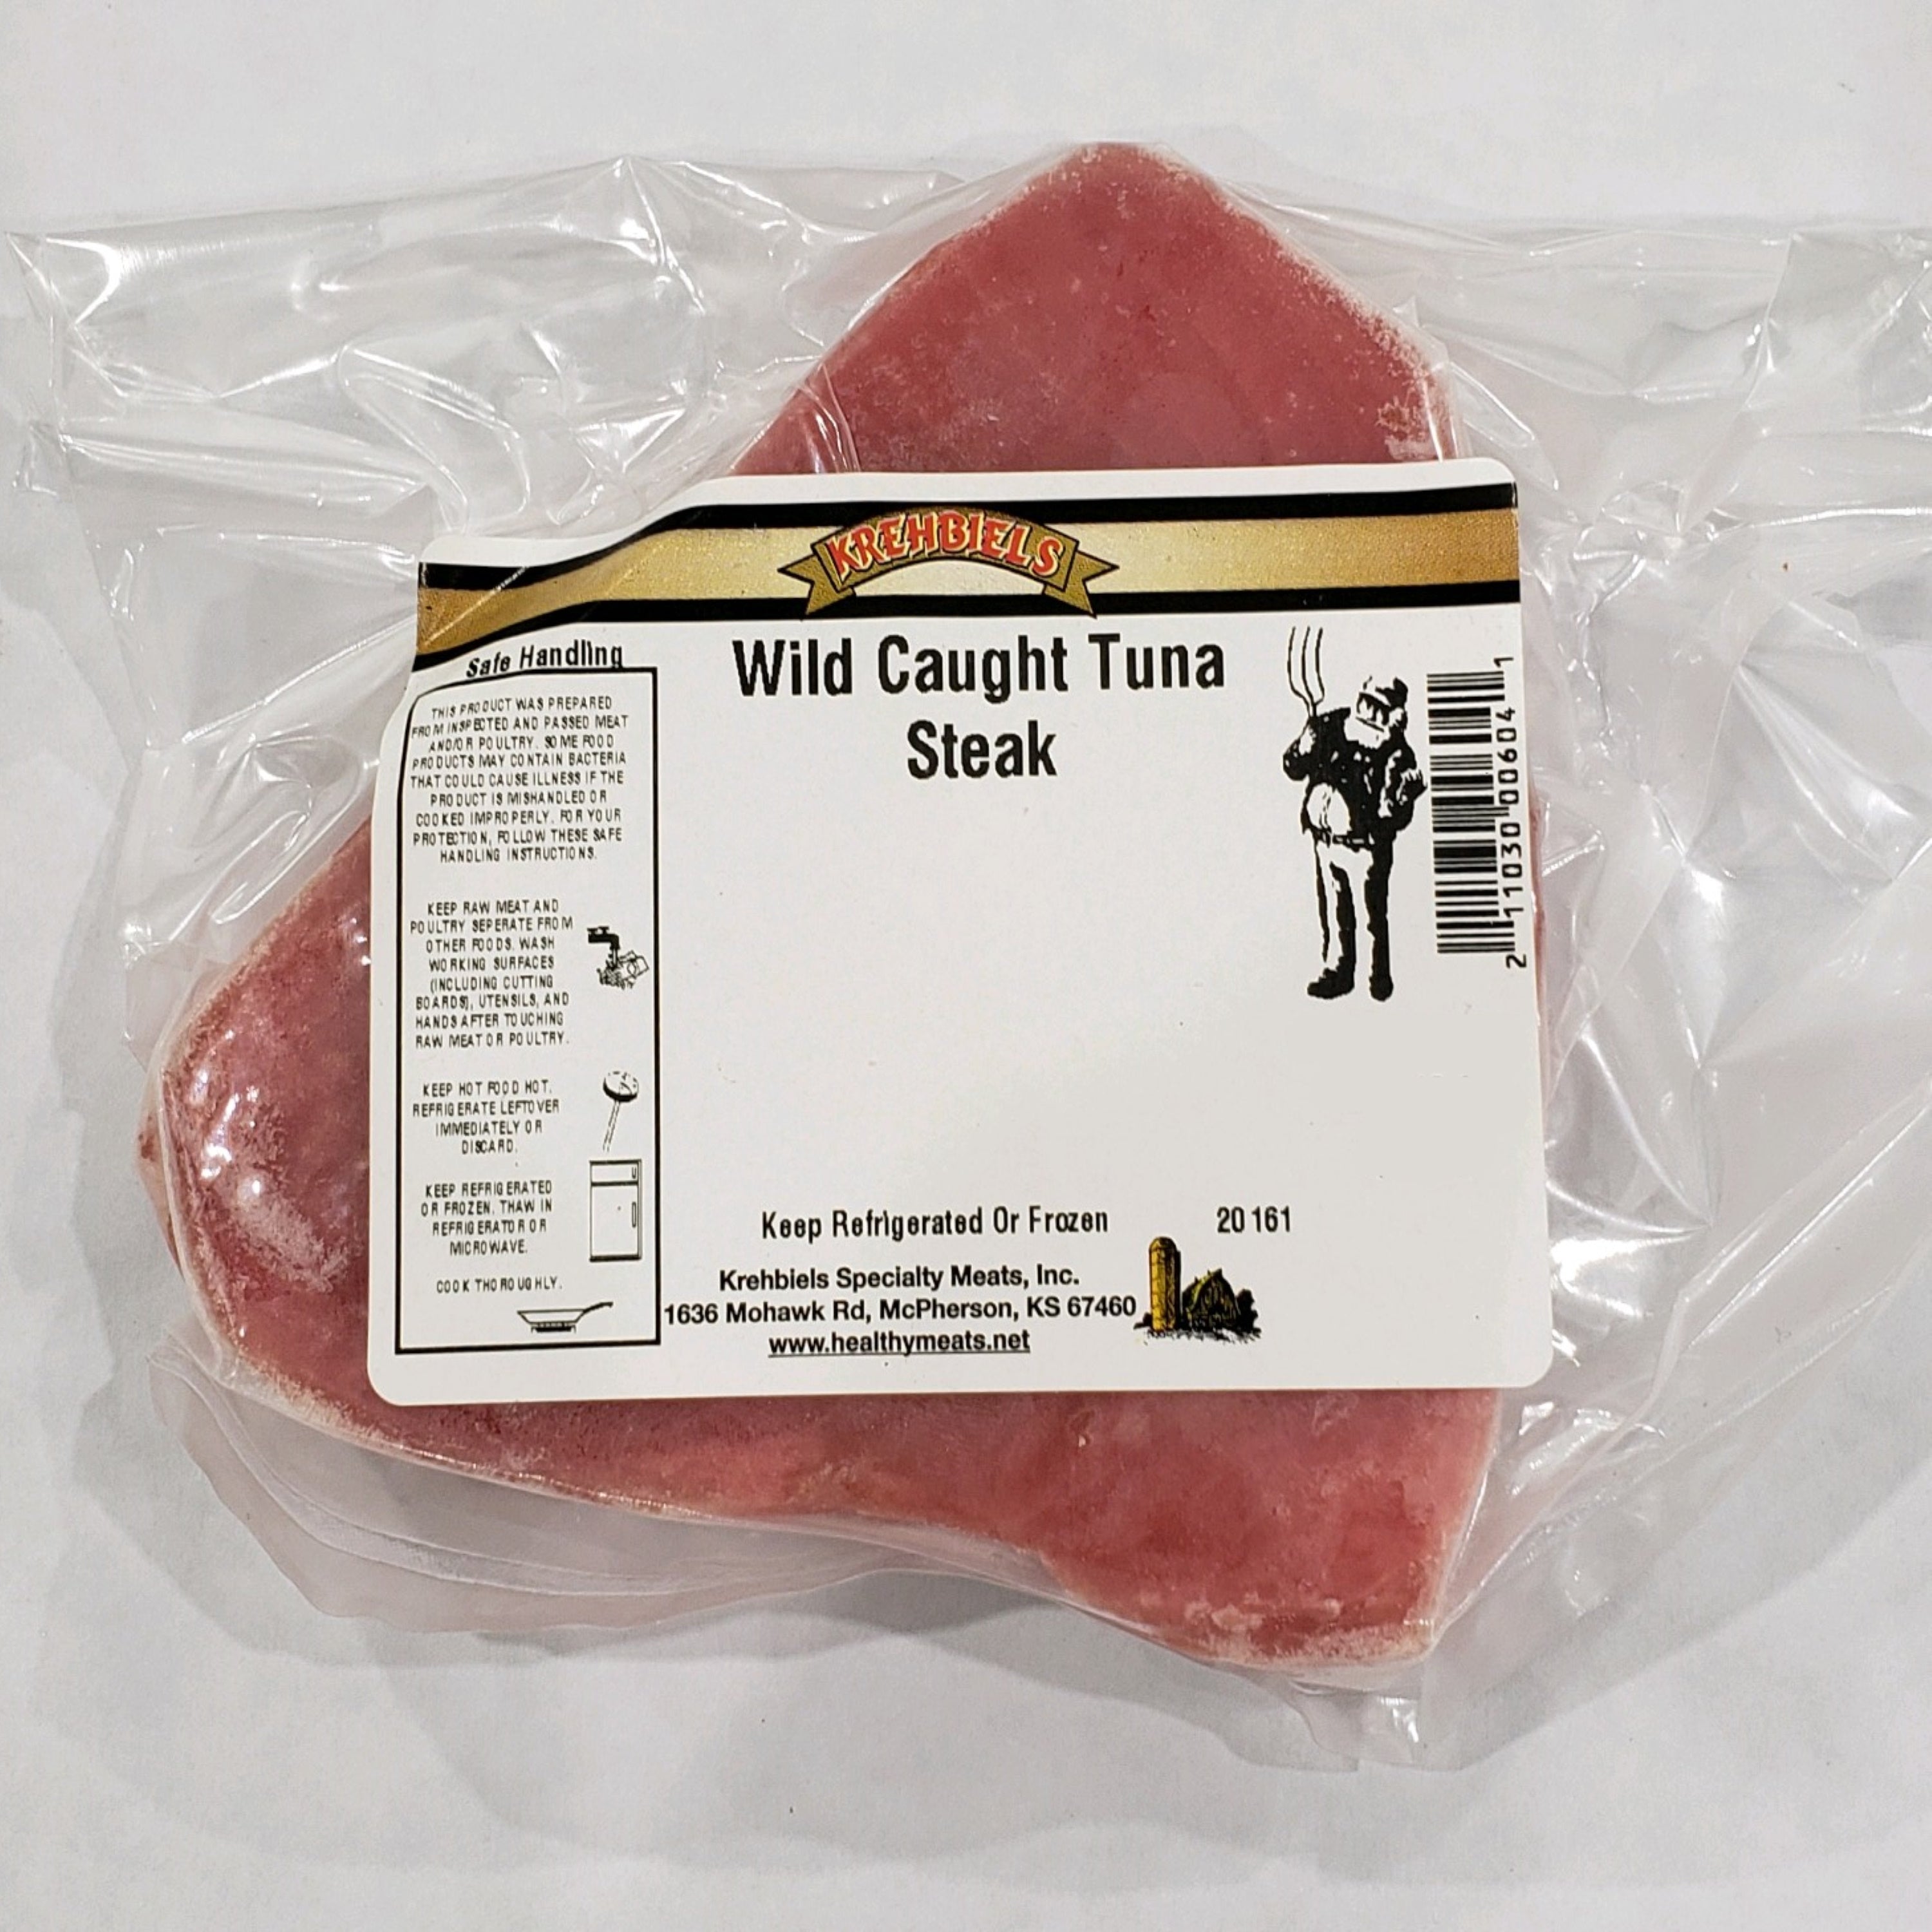 KREHBIELS
Wild Caught Tuna
Steak
Safe Handling
THIS PRODUCT WAS PREPARED
FROM INSPECTED AND PASSED MEAT
AND/OR POULTRY. SOME FOOD
PRODUCTS MAY CONTAIN BACTERIA
THAT COULD CAUSE ILLNESS IF THE
PRODUCT IS MISHANDLED OR
COOKED IMPROPERLY. FOR YOUR
PROTECTION, FOLLOW THESE SAFE
HANDLING INSTRUCTIONS.
KEEP RAW MEAT AND
POULTRY SEPERATE FROM
OTHER FOODS. WASH
WORKING SURFACES
(INCLUDING CUTTING
BOARDS), UTENSILS, AND
HANDS AFTER TOUCHING
RAW MEAT OR POULTRY.
KEEP HOT FOOD HOT.
REFRIGERATE LEFTOVER
IMMEDIATELY OR
DISCARD.
KEEP REFRIGERATED
OR FROZEN. THAW IN
REFRIGERATOR OR
MICROWAVE.
COOK THOROUGHLY.
2 11030 00604 1
Keep Refrigerated Or Frozen 20 161
Krehbiels Specialty Meats, Inc.
1636 Mohawk Rd, McPherson, KS 67460
www.healthymeats.net